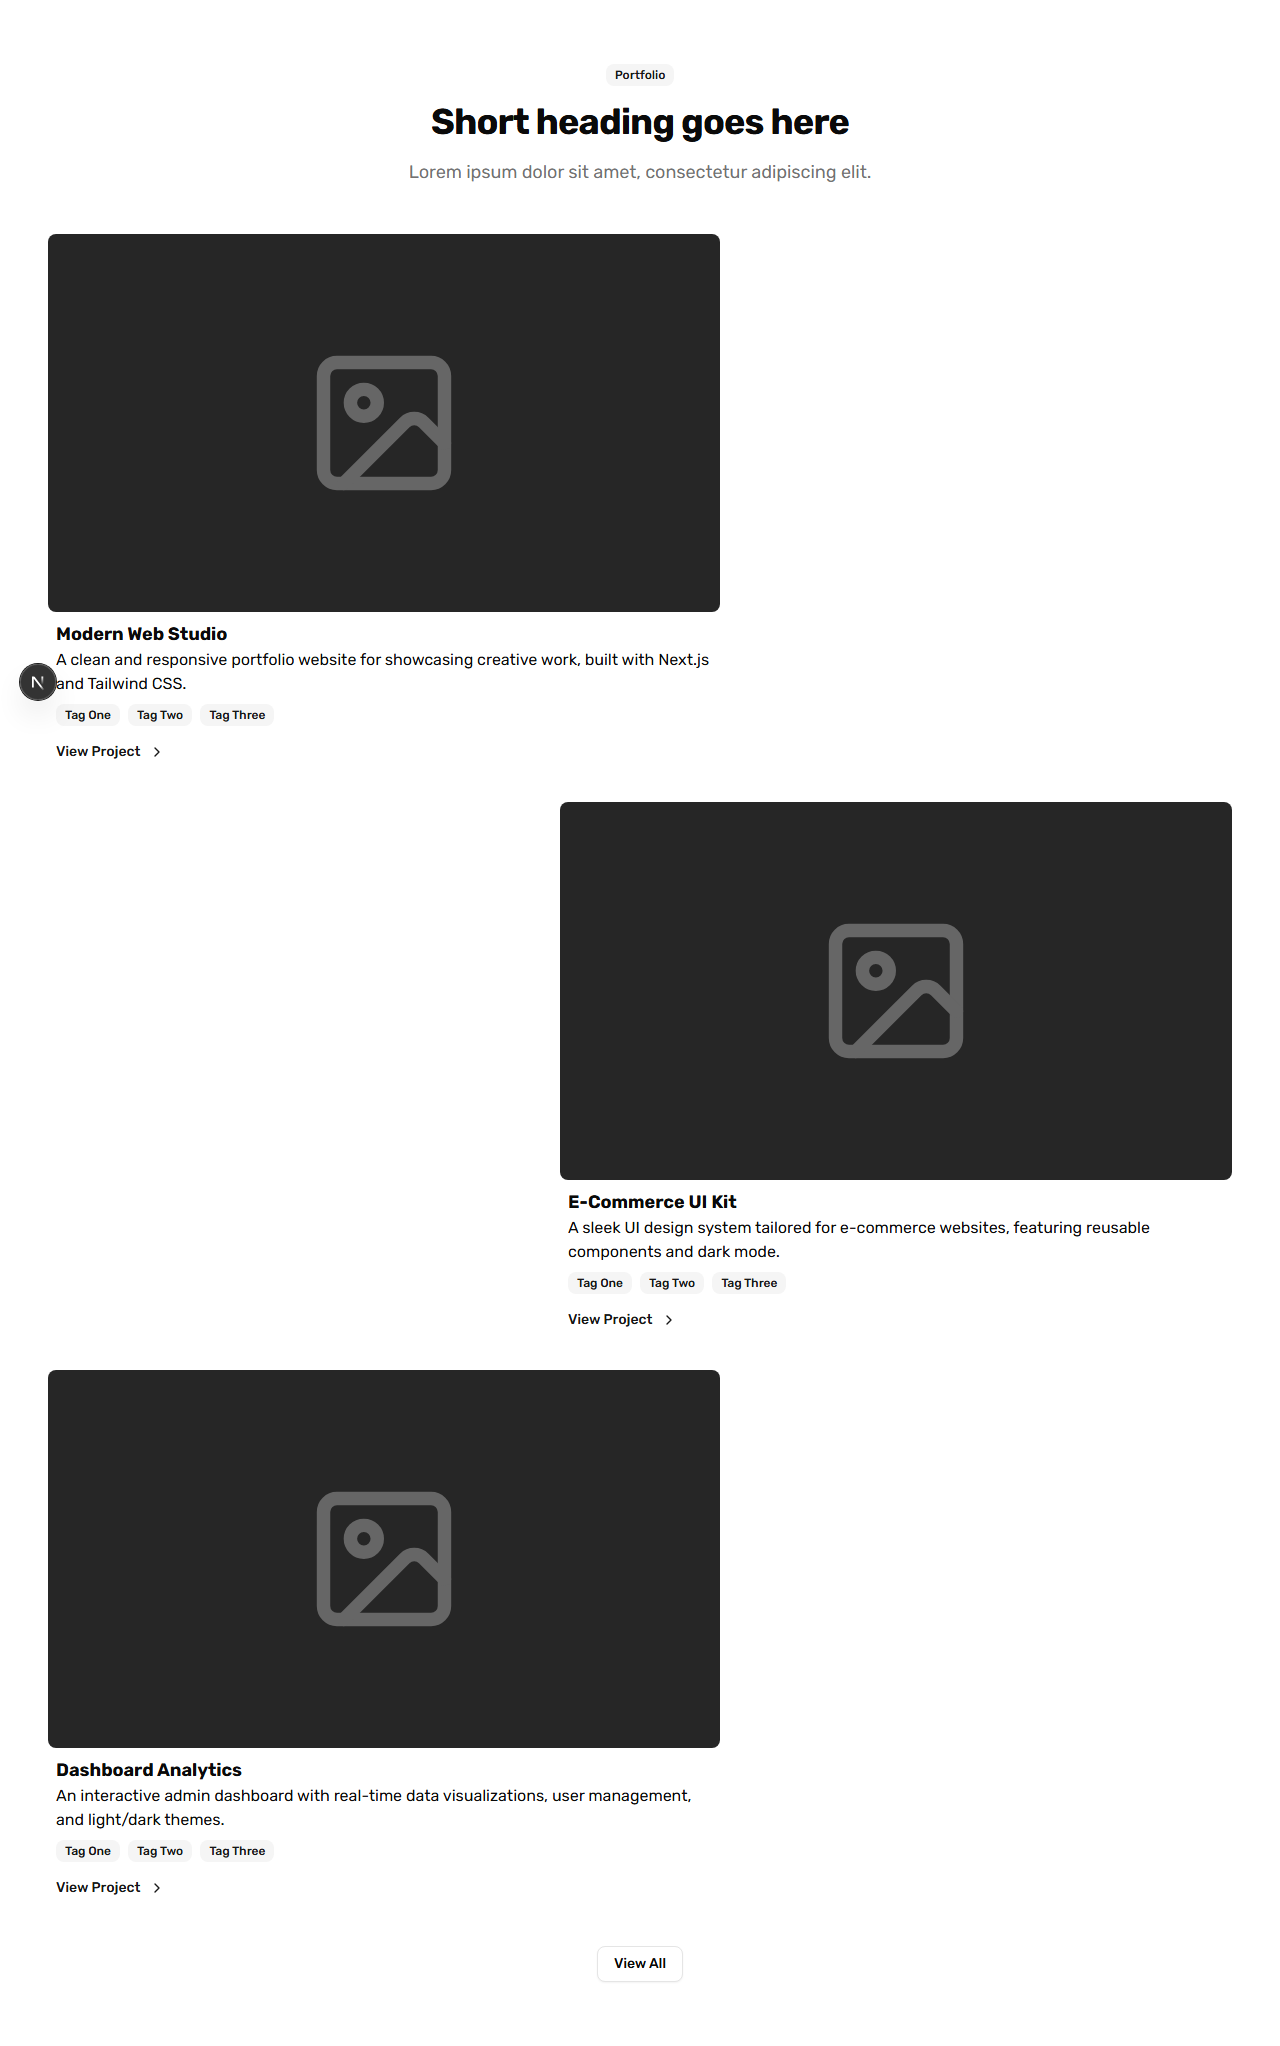 Portfolio
Short heading goes here
Lorem ipsum dolor sit amet, consectetur adipiscing elit.
Modern Web Studio
A clean and responsive portfolio website for showcasing creative work, built with Next.js
and Tailwind CSS.
N
Tag One Tag Two Tag Three
View Project
E-Commerce UI Kit
A sleek UI design system tailored for e-commerce websites, featuring reusable
components and dark mode.
Tag One Tag Two Tag Three
View Project
Dashboard Analytics
An interactive admin dashboard with real-time data visualizations, user management,
and light/dark themes.
Tag One Tag Two Tag Three
View Project
View All